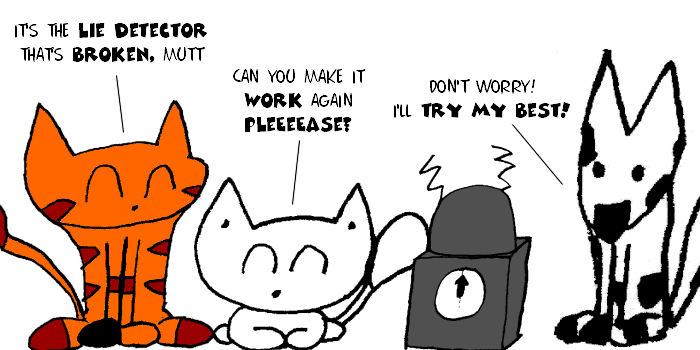 IT'S THE LIE DETECTOR
THAT'S BROKEN, MUTT
CAN YOU MAKE IT
WORK AGAIN
PLEEEEASE?
DON'T WORRY!
I'LL TRY MY BEST!